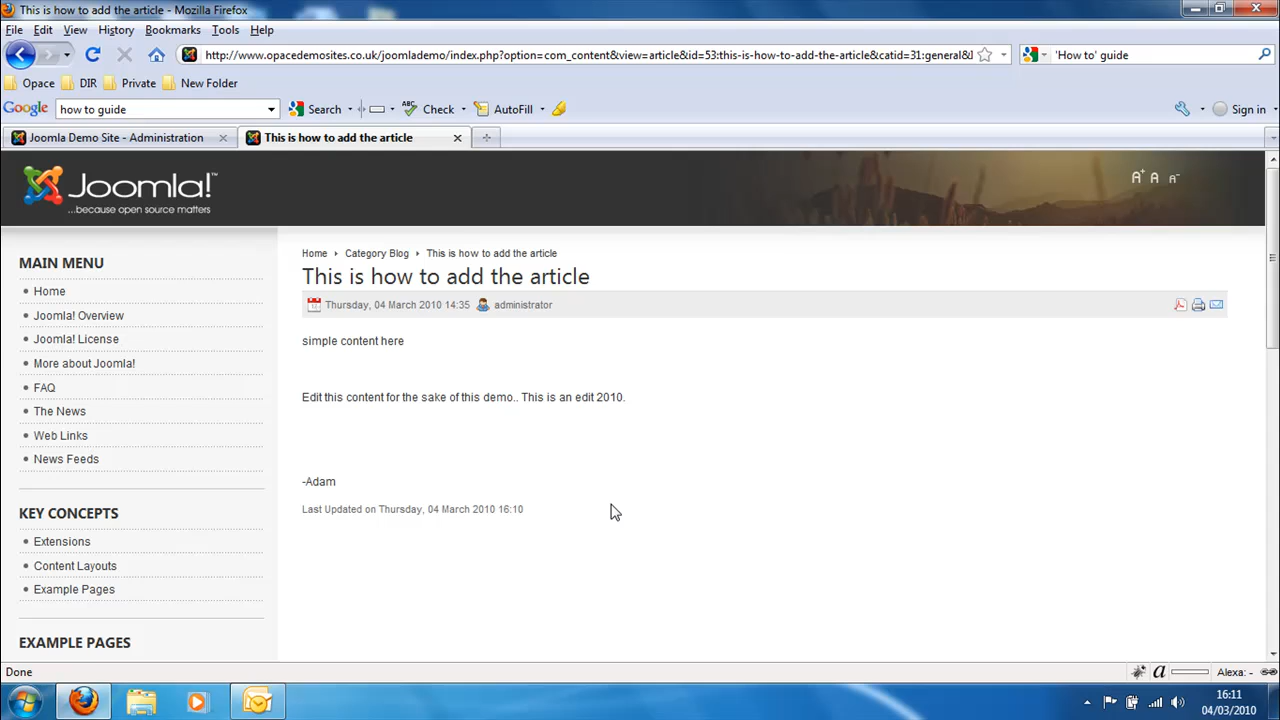 This is how to add the article - Mozilla Firefox
File Edit View History Bookmarks Tools Help
http://www.opacedemosites.co.uk/joomlademo/index.php?option=com_content&view=article&id=53:this-is-how-to-add-the-article&catid=31:general&I 'How to' guide
Opace DIR Private New Folder
Google how to guide Search ABC Check AutoFill Sign in
Joomla Demo Site - Administration This is how to add the article
Joomla!™
...because open source matters
A+ A A-
MAIN MENU
Home
Joomla! Overview
Joomla! License
More about Joomla!
FAQ
The News
Web Links
News Feeds
KEY CONCEPTS
Extensions
Content Layouts
Example Pages
EXAMPLE PAGES
Home Category Blog This is how to add the article
This is how to add the article
Thursday, 04 March 2010 14:35 administrator
simple content here
Edit this content for the sake of this demo.. This is an edit 2010.
-Adam
Last Updated on Thursday, 04 March 2010 16:10
Done a Alexa: -
16:11
04/03/2010